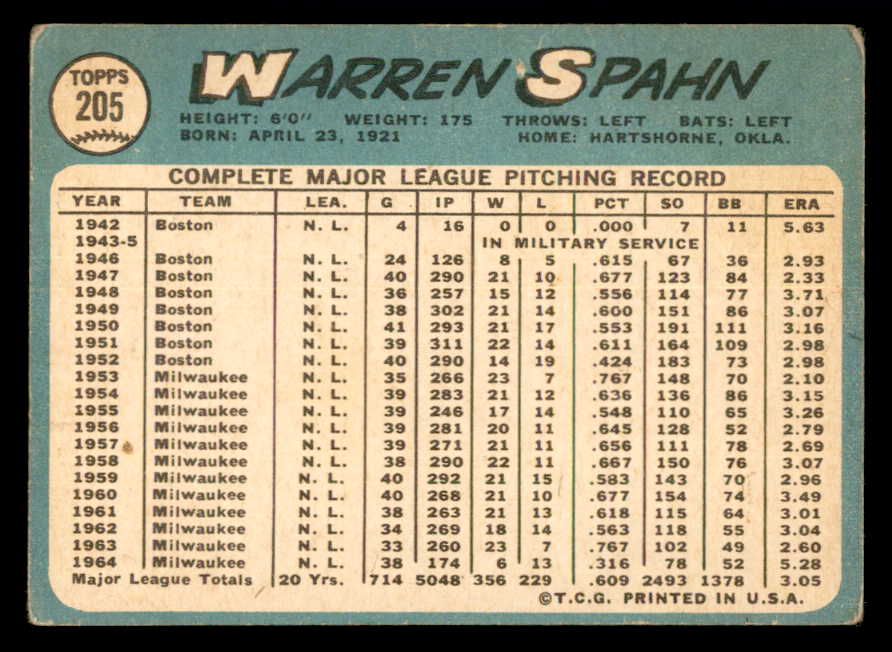 TOPPS
205
WARREN SPAHN
HEIGHT: 6'0" WEIGHT: 175 THROWS: LEFT BATS: LEFT
BORN: APRIL 23, 1921 HOME: HARTSHORNE, OKLA.
COMPLETE MAJOR LEAGUE PITCHING RECORD
YEAR TEAM LEA. G IP W L PCT SO BB ERA
1942 Boston N. L. 4 16 0 0 .000 7 11 5.63
1943-5 IN MILITARY SERVICE
1946 Boston N. L. 24 126 8 5 .615 67 36 2.93
1947 Boston N. L. 40 290 21 10 .677 123 84 2.33
1948 Boston N. L. 36 257 15 12 .556 114 77 3.71
1949 Boston N. L. 38 302 21 14 .600 151 86 3.07
1950 Boston N. L. 41 293 21 17 .553 191 111 3.16
1951 Boston N. L. 39 311 22 14 .611 164 109 2.98
1952 Boston N. L. 40 290 14 19 .424 183 73 2.98
1953 Milwaukee N. L. 35 266 23 7 .767 148 70 2.10
1954 Milwaukee N. L. 39 283 21 12 .636 136 86 3.15
1955 Milwaukee N. L. 39 246 17 14 .548 110 65 3.26
1956 Milwaukee N. L. 39 281 20 11 .645 128 52 2.79
1957 Milwaukee N. L. 39 271 21 11 .656 111 78 2.69
1958 Milwaukee N. L. 38 290 22 11 .667 150 76 3.07
1959 Milwaukee N. L. 40 292 21 15 .583 143 70 2.96
1960 Milwaukee N. L. 40 268 21 10 .677 154 74 3.49
1961 Milwaukee N. L. 38 263 21 13 .618 115 64 3.01
1962 Milwaukee N. L. 34 269 18 14 .563 118 55 3.04
1963 Milwaukee N. L. 33 260 23 7 .767 102 49 2.60
1964 Milwaukee N. L. 38 174 6 13 .316 78 52 5.28
Major League Totals 20 Yrs. 714 5048 356 229 .609 2493 1378 3.05
©T.C.G. PRINTED IN U.S.A.